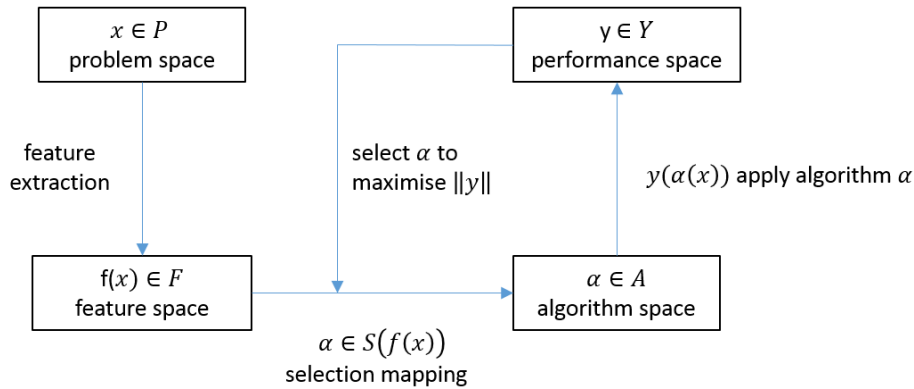 x ∈ P
problem space
y ∈ Y
performance space
feature
extraction
select α to
maximise ‖y‖
y(α(x)) apply algorithm α
f(x) ∈ F
feature space
α ∈ A
algorithm space
α ∈ S(f(x))
selection mapping